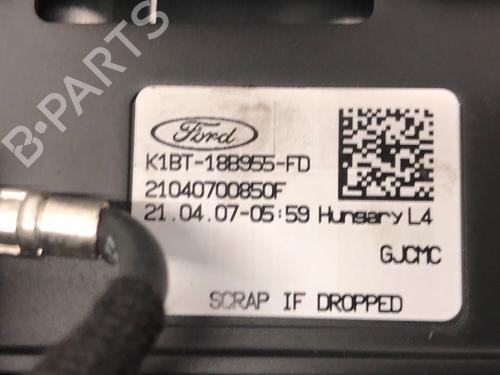 B-PARTS
Ford
K1BT-18B955-FD
21040700850F
21.04.07-05:59 Hungary L4
GJCMC
SCRAP IF DROPPED